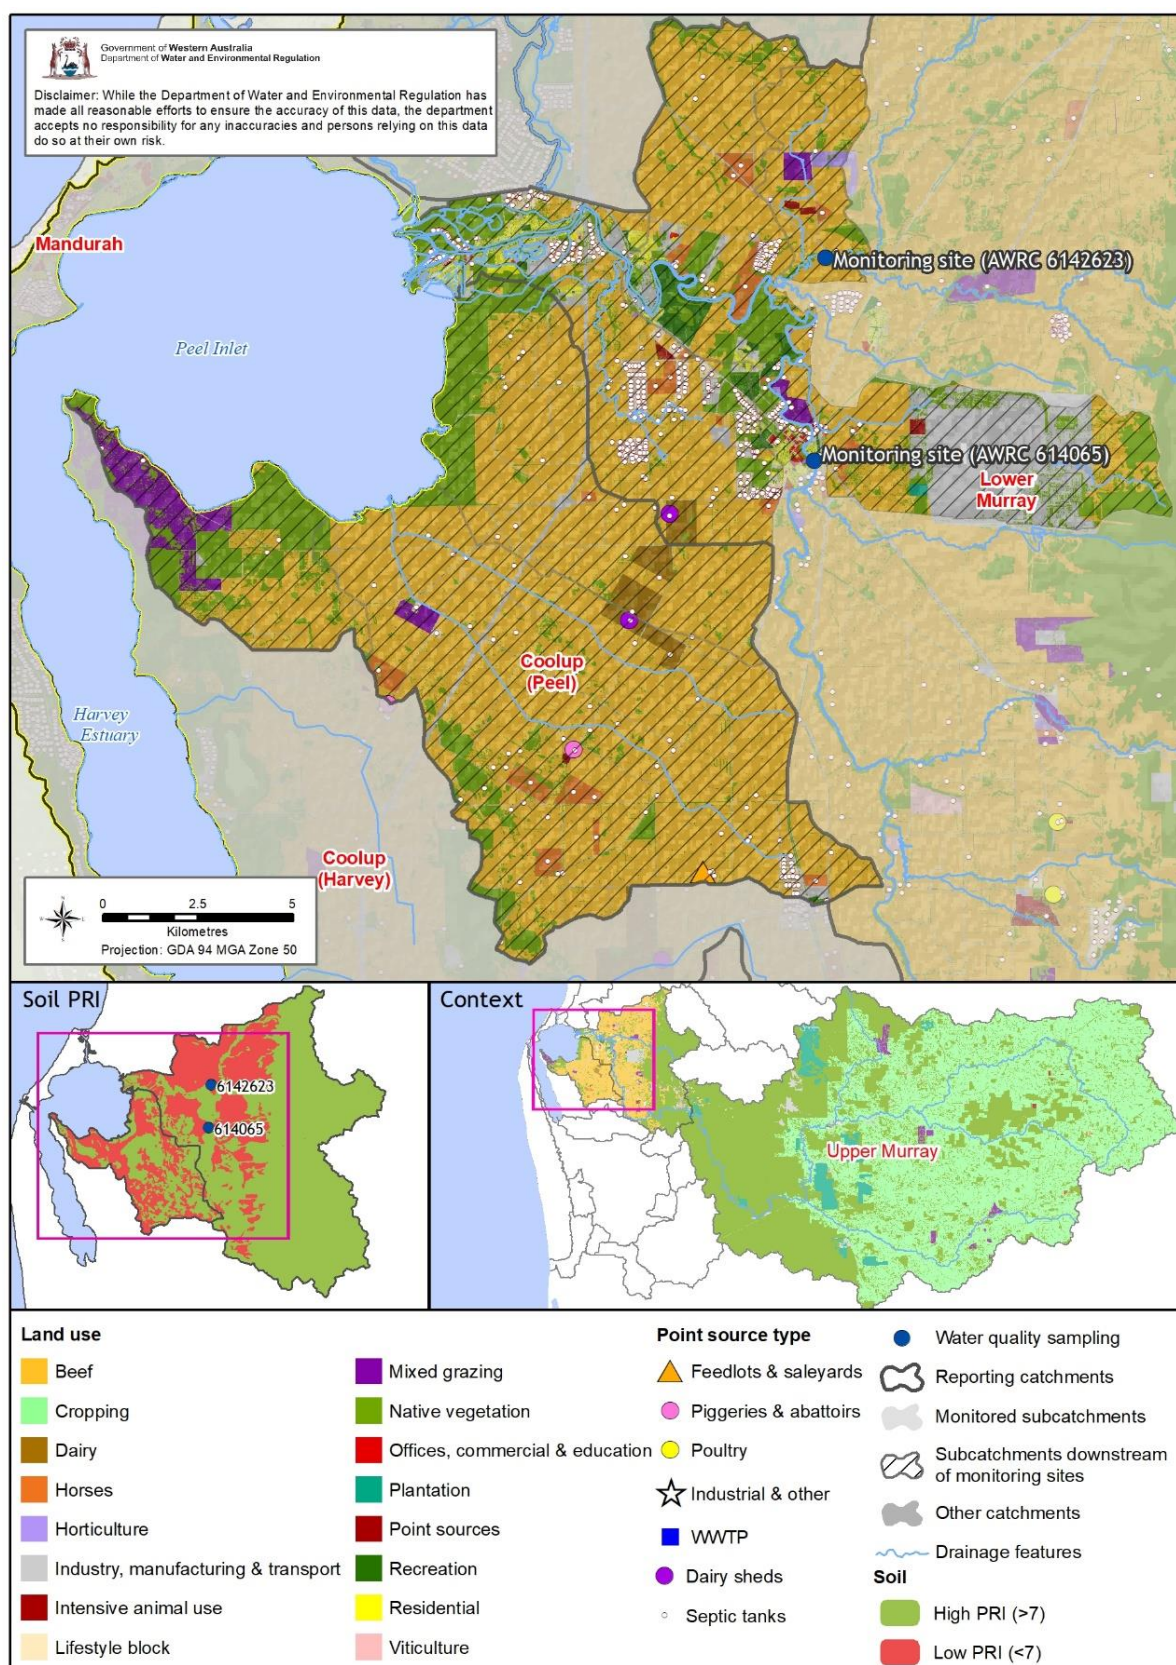 Government of Western Australia
Department of Water and Environmental Regulation
Disclaimer: While the Department of Water and Environmental Regulation has
made all reasonable efforts to ensure the accuracy of this data, the department
accepts no responsibility for any inaccuracies and persons relying on this data
do so at their own risk.
Mandurah
Monitoring site (AWRC 6142623)
Peel Inlet
Monitoring site (AWRC 614065)
Lower
Murray
Coolup
(Peel)
Harvey
Estuary
Coolup
(Harvey)
N
W
E
S
0 2.5 5
Kilometres
Projection: GDA 94 MGA Zone 50
Soil PRI
6142623
614065
Context
Upper Murray
Land use
Beef
Cropping
Dairy
Horses
Horticulture
Industry, manufacturing & transport
Intensive animal use
Lifestyle block
Mixed grazing
Native vegetation
Offices, commercial & education
Plantation
Point sources
Recreation
Residential
Viticulture
Point source type
Feedlots & saleyards
Piggeries & abattoirs
Poultry
Industrial & other
WWTP
Dairy sheds
Septic tanks
Water quality sampling
Reporting catchments
Monitored subcatchments
Subcatchments downstream
of monitoring sites
Other catchments
Drainage features
Soil
High PRI (>7)
Low PRI (<7)